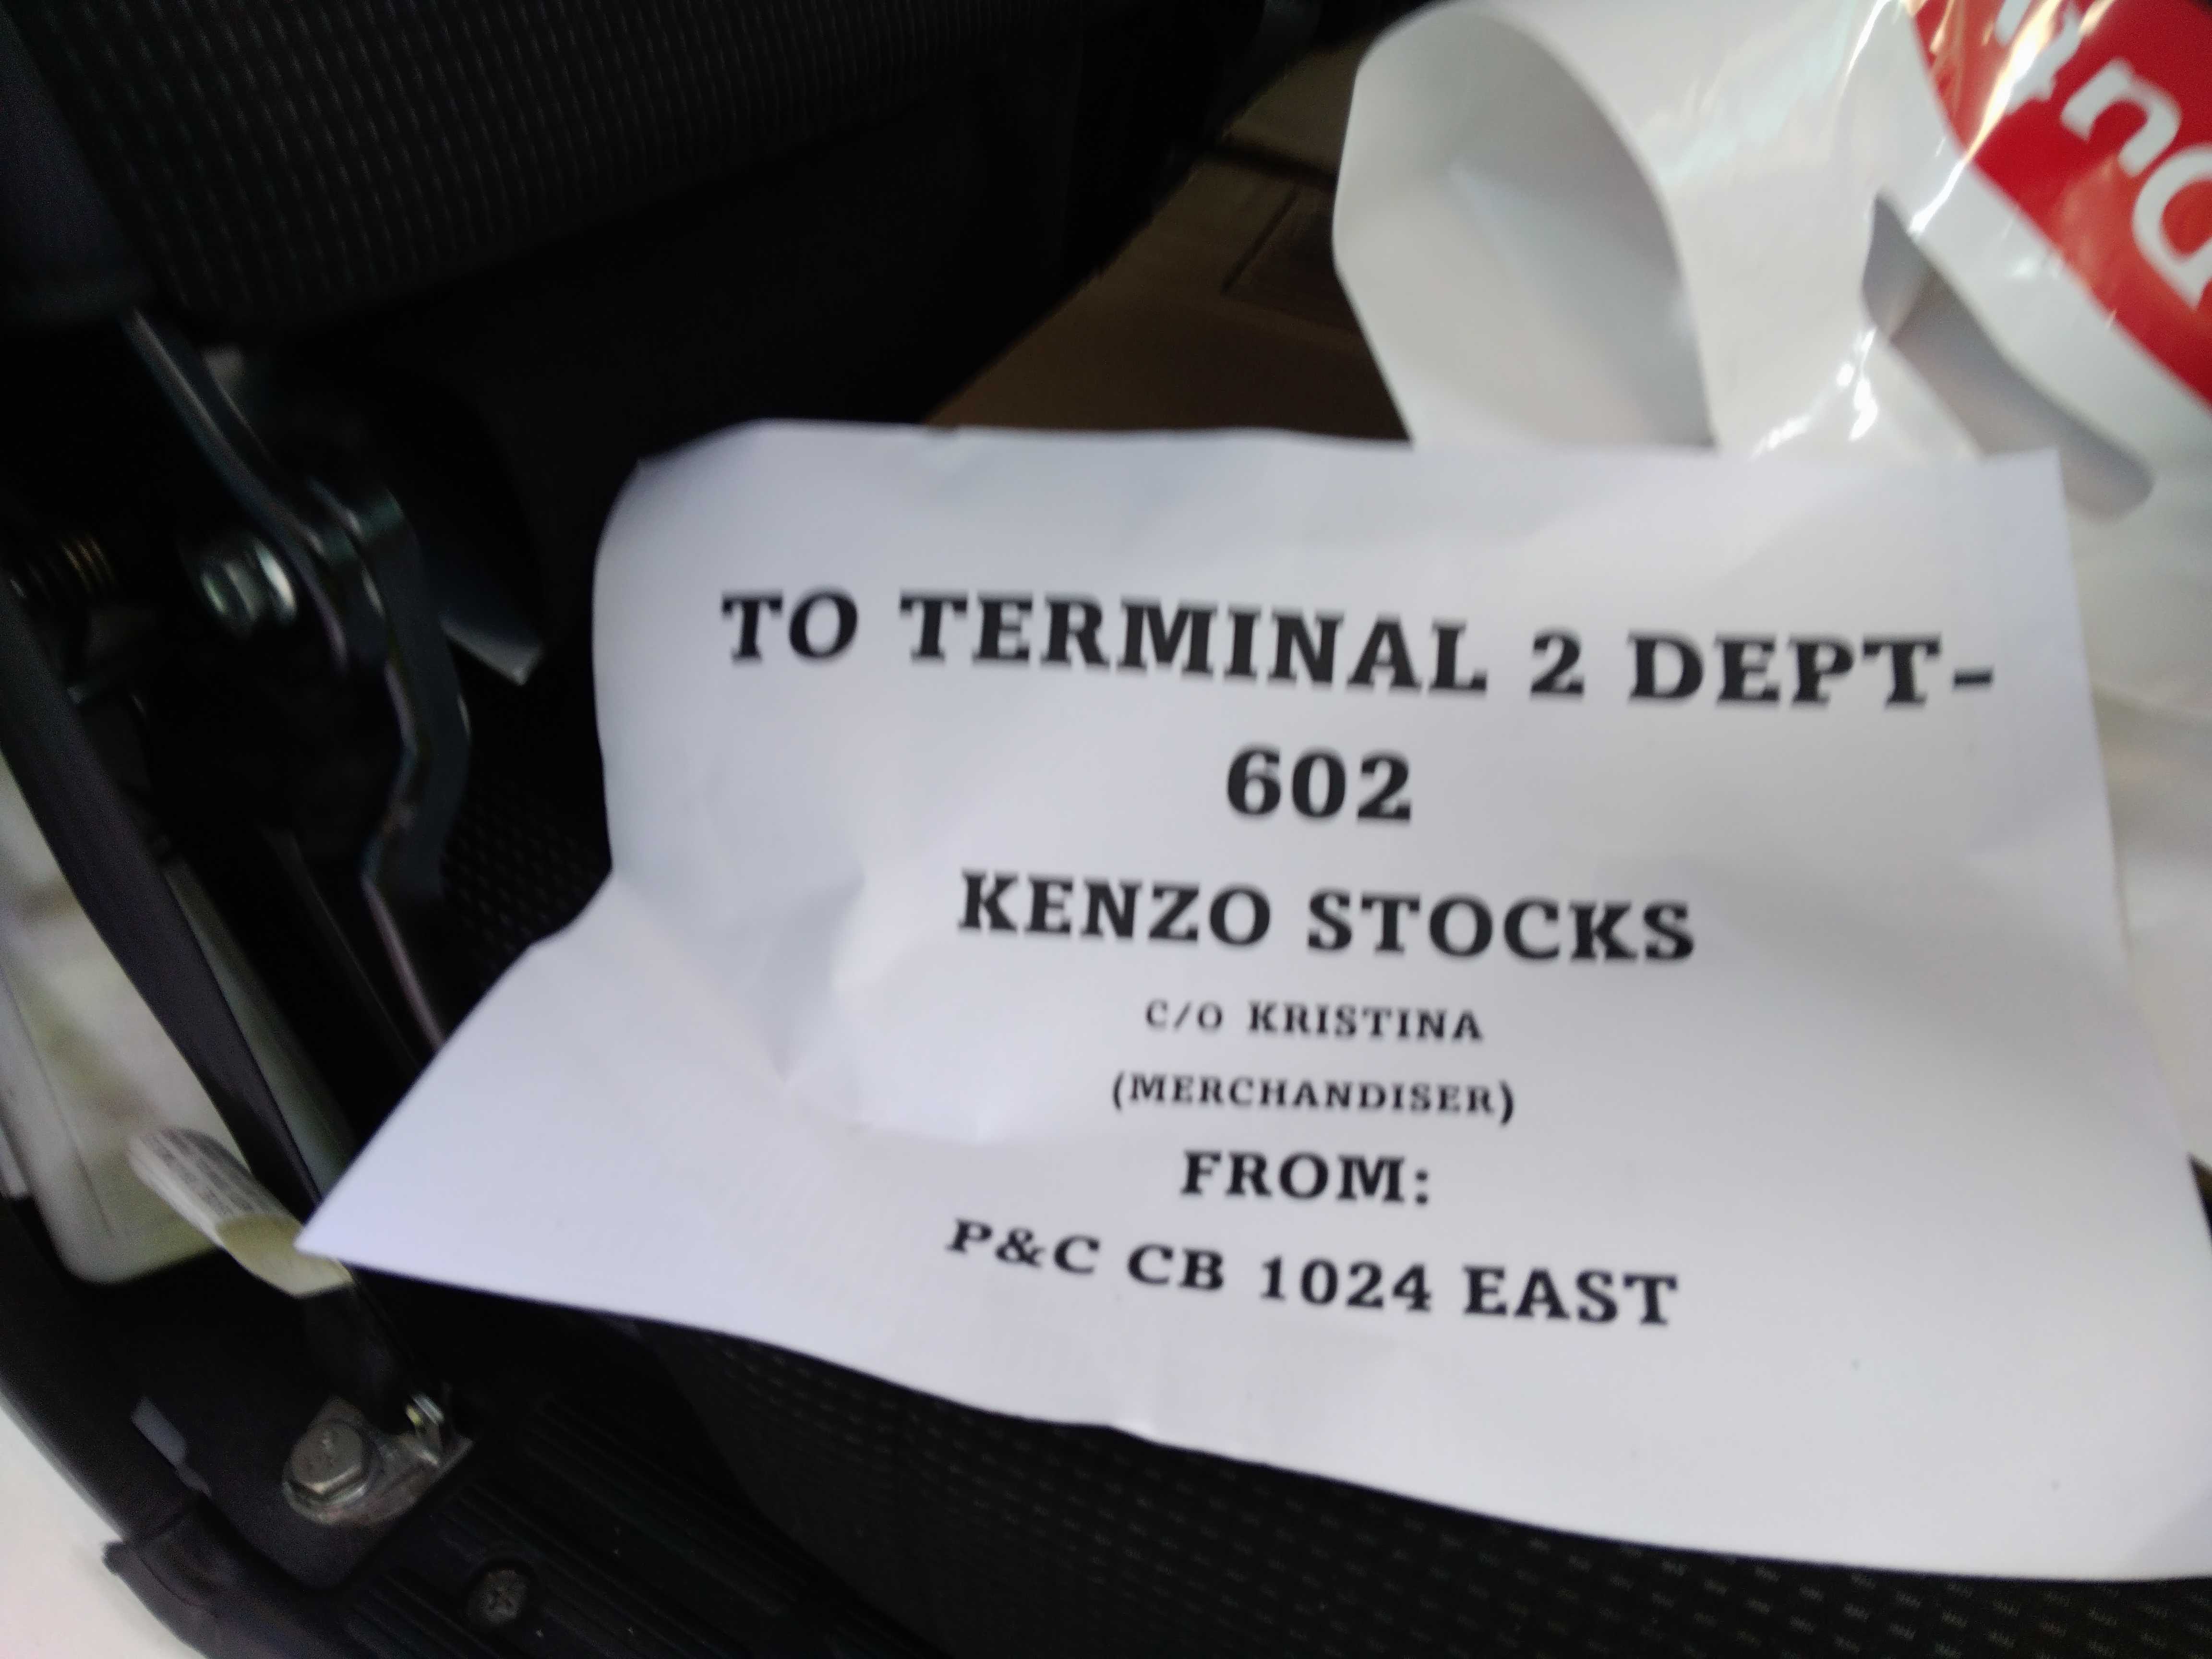 TO TERMINAL 2 DEPT-
602
KENZO STOCKS
C/O KRISTINA
(MERCHANDISER)
FROM:
P&C CB 1024 EAST